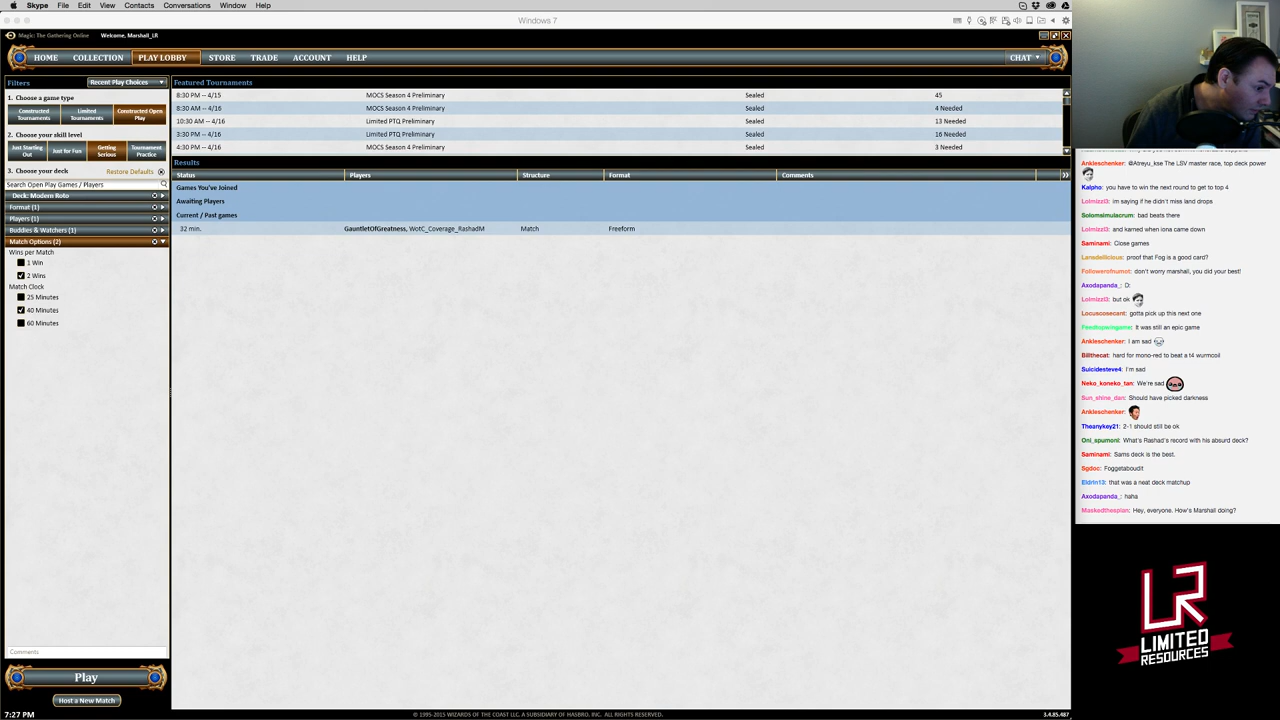 Skype File Edit View Contacts Conversations Window Help
Windows 7
Magic: The Gathering Online Welcome, Marshall_LR
HOME COLLECTION PLAY LOBBY STORE TRADE ACCOUNT HELP CHAT
Filters Recent Play Choices
1. Choose a game type
Constructed Tournaments
Limited Tournaments
Constructed Open Play
2. Choose your skill level
Just Starting Out
Just for Fun
Getting Serious
Tournament Practice
3. Choose your deck Restore Defaults
Search Open Play Games / Players
Deck: Modern Roto
Format (1)
Players (1)
Buddies & Watchers (1)
Match Options (2)
Wins per Match
1 Win
2 Wins
Match Clock
25 Minutes
40 Minutes
60 Minutes
Comments
Play
Host a New Match
7:27 PM
Featured Tournaments
8:30 PM -- 4/15 MOCS Season 4 Preliminary Sealed 45
8:30 AM -- 4/16 MOCS Season 4 Preliminary Sealed 4 Needed
10:30 AM -- 4/16 Limited PTQ Preliminary Sealed 13 Needed
3:30 PM -- 4/16 Limited PTQ Preliminary Sealed 16 Needed
4:30 PM -- 4/16 MOCS Season 4 Preliminary Sealed 3 Needed
Results
Status Players Structure Format Comments
Games You've Joined
Awaiting Players
Current / Past games
32 min. GauntletOfGreatness, WotC_Coverage_RashadM Match Freeform
© 1995-2015 WIZARDS OF THE COAST LLC, A SUBSIDIARY OF HASBRO, INC. ALL RIGHTS RESERVED.
3.4.85.487
Ankleschenker: @Atreyu_kse The LSV master race, top deck power
Kalpho: you have to win the next round to get to top 4
Lolmizzl3: im saying if he didn't miss land drops
Solomsimulacrum: bad beats there
Lolmizzl3: and karned when iona came down
Saminami: Close games
Lanedellicious: proof that Fog is a good card?
Followerofnumot: don't worry marshall, you did your best!
Axodapanda_: D:
Lolmizzl3: but ok
Locuscosecant: gotta pick up this next one
Feedtopwingame: It was still an epic game
Ankleschenker: I am sad
Billthecat: hard for mono-red to beat a t4 wurmcoil
Suicidesteve4: I'm sad
Neko_koneko_tan: We're sad
Sun_shine_dan: Should have picked darkness
Ankleschenker:
Theanykey21: 2-1 should still be ok
Oni_spumoni: What's Rashad's record with his absurd deck?
Saminami: Sams deck is the best.
Sgdoc: Foggetaboudit
Eldrin13: that was a neat deck matchup
Axodapanda_: haha
Maskedthespian: Hey, everyone. How's Marshall doing?
LR
LIMITED
RESOURCES